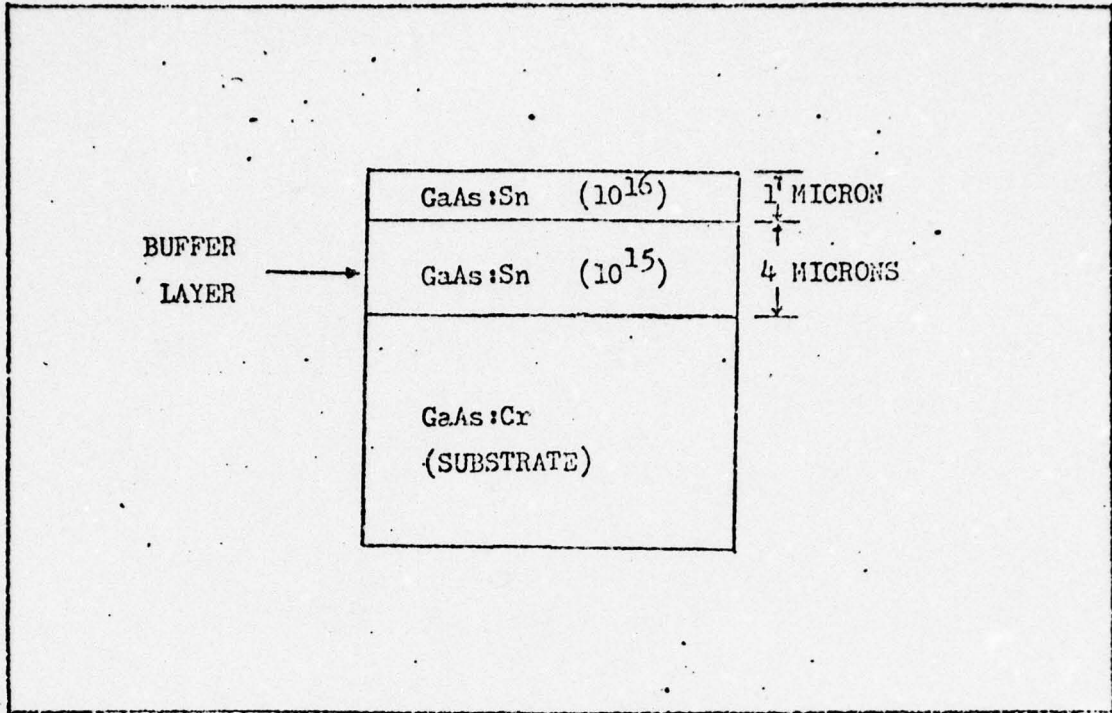 GaAs:Sn (10^16)
1 MICRON
BUFFER
LAYER
GaAs:Sn (10^15)
4 MICRONS
GaAs:Cr
(SUBSTRATE)